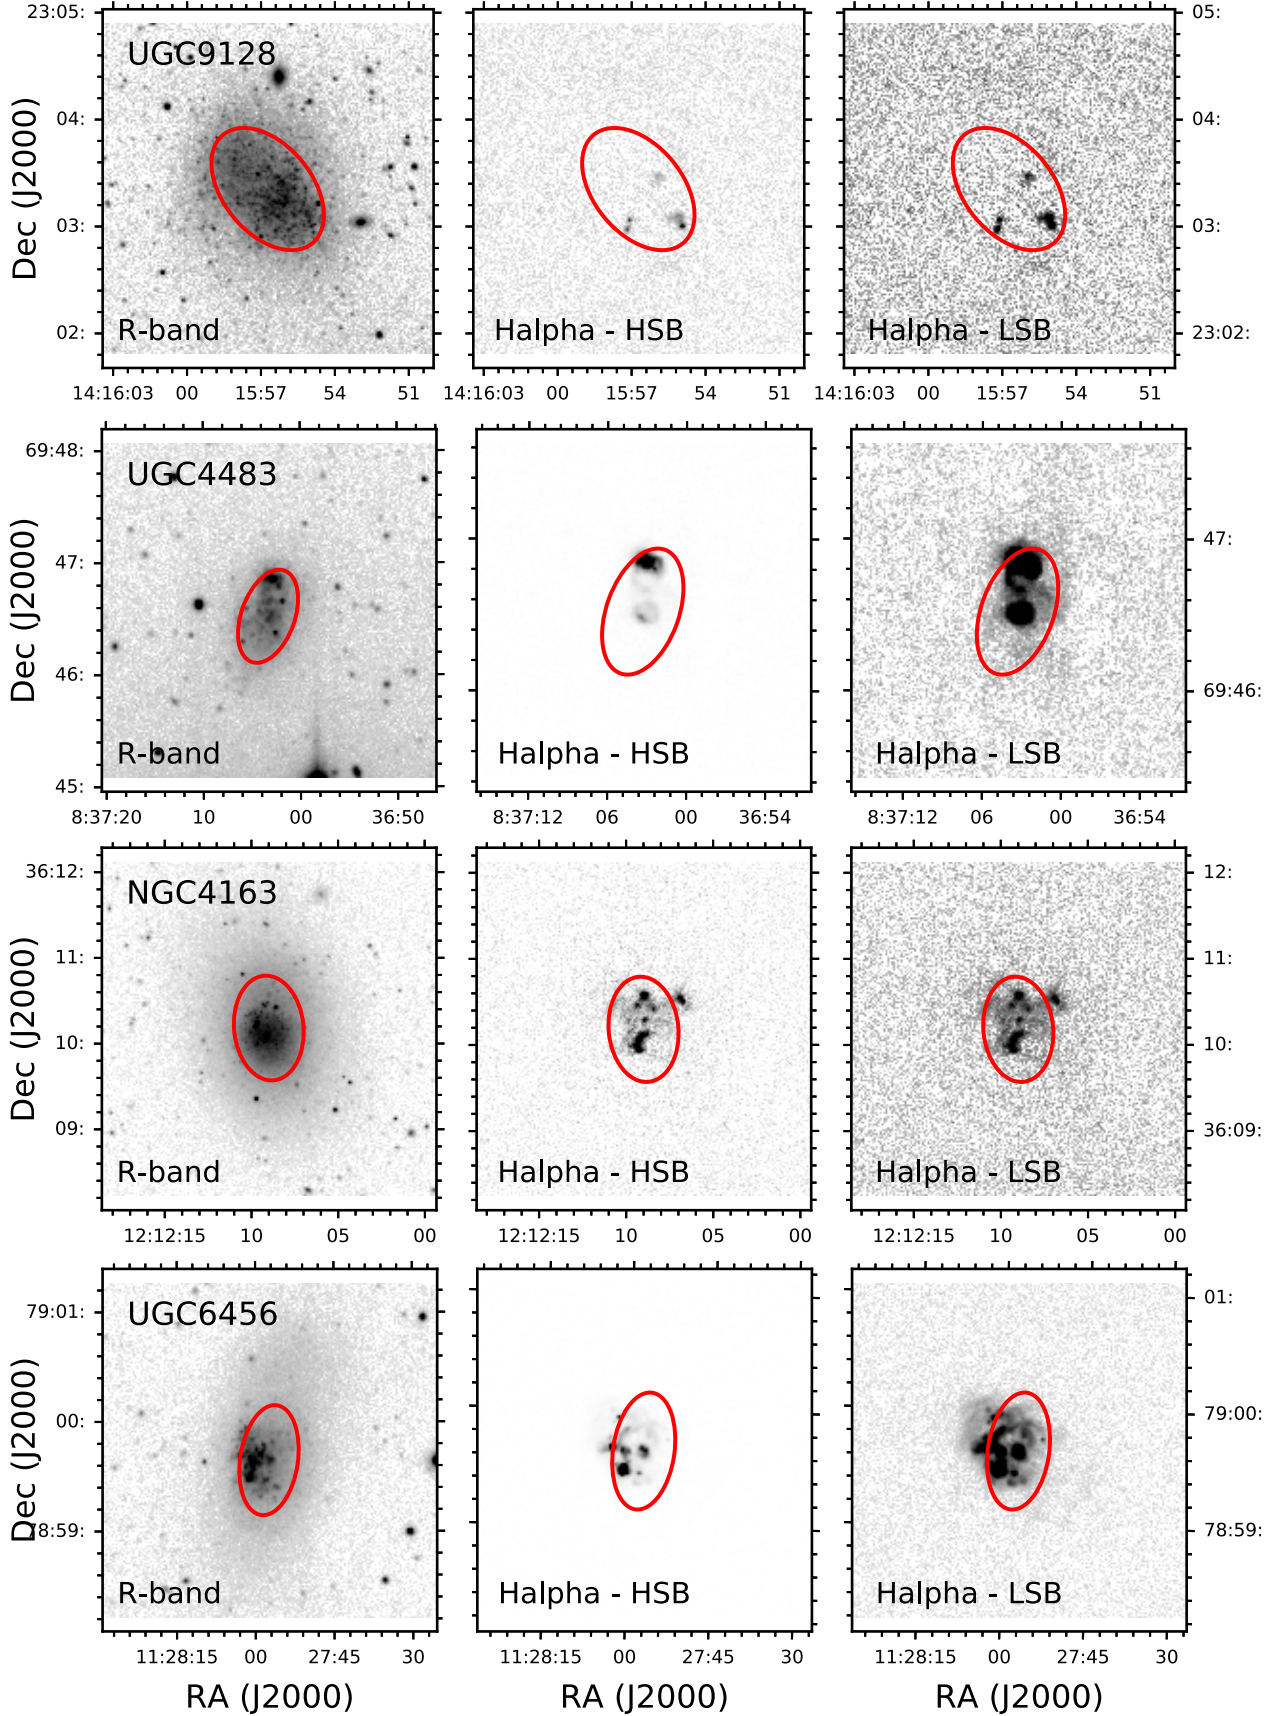 23:05:
04:
03:
02:
Dec (J2000)
UGC9128
R-band
Halpha - HSB
Halpha - LSB
05:
04:
03:
23:02:
14:16:03 00 15:57 54 51
14:16:03 00 15:57 54 51
14:16:03 00 15:57 54 51
69:48:
47:
46:
45:
Dec (J2000)
UGC4483
R-band
Halpha - HSB
Halpha - LSB
47:
69:46:
8:37:20 10 00 36:50
8:37:12 06 00 36:54
8:37:12 06 00 36:54
36:12:
11:
10:
09:
Dec (J2000)
NGC4163
R-band
Halpha - HSB
Halpha - LSB
12:
11:
10:
36:09:
12:12:15 10 05 00
12:12:15 10 05 00
12:12:15 10 05 00
79:01:
00:
78:59:
Dec (J2000)
UGC6456
R-band
Halpha - HSB
Halpha - LSB
01:
79:00:
78:59:
11:28:15 00 27:45 30
11:28:15 00 27:45 30
11:28:15 00 27:45 30
RA (J2000)
RA (J2000)
RA (J2000)